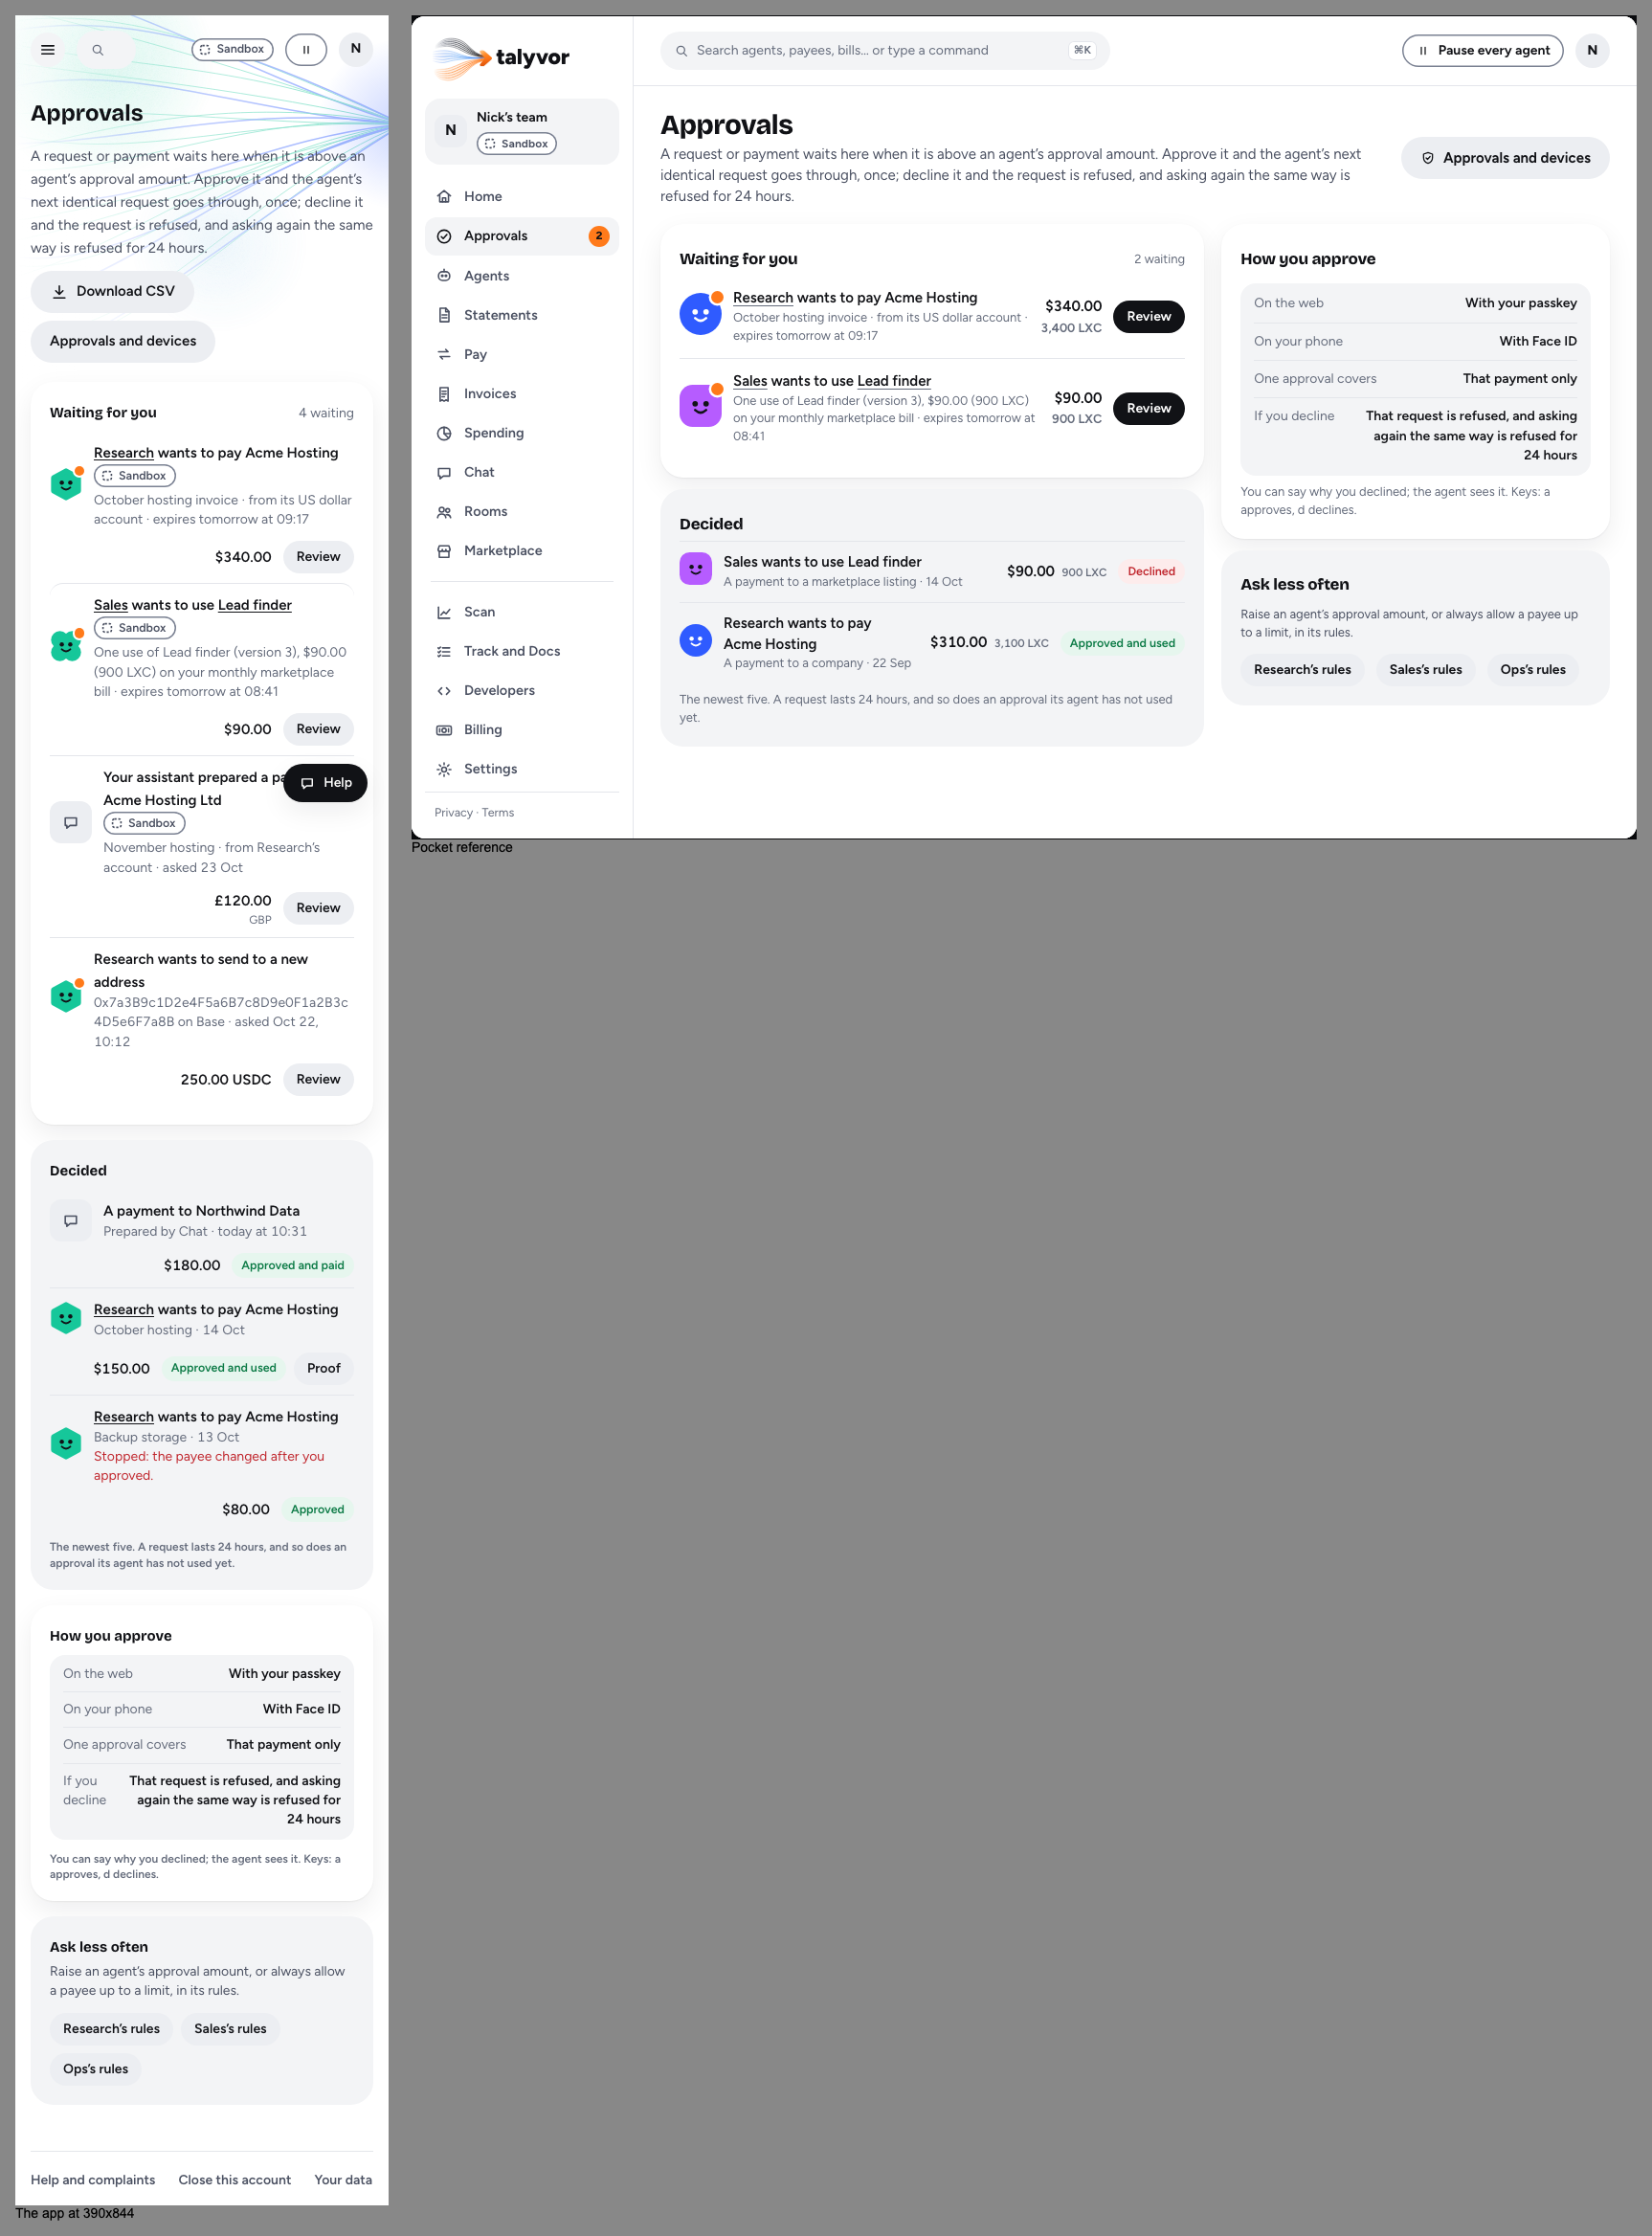 Sandbox
N
Approvals
A request or payment waits here when it is above an
agent's approval amount. Approve it and the agent's
next identical request goes through, once; decline it
and the request is refused, and asking again the same
way is refused for 24 hours.
Download CSV
Approvals and devices
Waiting for you
4 waiting
Research wants to pay Acme Hosting
Sandbox
October hosting invoice · from its US dollar
account · expires tomorrow at 09:17
$340.00
Review
Sales wants to use Lead finder
Sandbox
One use of Lead finder (version 3), $90.00
(900 LXC) on your monthly marketplace
bill · expires tomorrow at 08:41
$90.00
Review
Your assistant prepared a
Help
Acme Hosting Ltd
Sandbox
November hosting · from Research's
account · asked 23 Oct
£120.00
GBP
Review
Research wants to send to a new
address
0x7a3B9c1D2e4F5a6B7c8D9e0F1a2B3c
4D5e6F7a8B on Base · asked Oct 22,
10:12
250.00 USDC
Review
Decided
A payment to Northwind Data
Prepared by Chat · today at 10:31
$180.00
Approved and paid
Research wants to pay Acme Hosting
October hosting · 14 Oct
$150.00
Approved and used
Proof
Research wants to pay Acme Hosting
Backup storage · 13 Oct
Stopped: the payee changed after you
approved.
$80.00
Approved
The newest five. A request lasts 24 hours, and so does an
approval its agent has not used yet.
How you approve
On the web
With your passkey
On your phone
With Face ID
One approval covers
That payment only
If you
decline
That request is refused, and asking
again the same way is refused for
24 hours
You can say why you declined; the agent sees it. Keys: a
approves, d declines.
Ask less often
Raise an agent's approval amount, or always allow
a payee up to a limit, in its rules.
Research's rules
Sales's rules
Ops's rules
Help and complaints
Close this account
Your data
The app at 390x844
talyvor
N
Nick's team
Sandbox
Home
Approvals
2
Agents
Statements
Pay
Invoices
Spending
Chat
Rooms
Marketplace
Scan
Track and Docs
Developers
Billing
Settings
Privacy · Terms
Search agents, payees, bills... or type a command
⌘K
Pause every agent
N
Approvals
A request or payment waits here when it is above an agent's approval amount. Approve it and the agent's next
identical request goes through, once; decline it and the request is refused, and asking again the same way is
refused for 24 hours.
Approvals and devices
Waiting for you
2 waiting
Research wants to pay Acme Hosting
October hosting invoice · from its US dollar account ·
expires tomorrow at 09:17
$340.00
3,400 LXC
Review
Sales wants to use Lead finder
One use of Lead finder (version 3), $90.00 (900 LXC)
on your monthly marketplace bill · expires tomorrow at
08:41
$90.00
900 LXC
Review
Decided
Sales wants to use Lead finder
A payment to a marketplace listing · 14 Oct
$90.00 900 LXC
Declined
Research wants to pay
Acme Hosting
A payment to a company · 22 Sep
$310.00 3,100 LXC
Approved and used
The newest five. A request lasts 24 hours, and so does an approval its agent has not used
yet.
How you approve
On the web
With your passkey
On your phone
With Face ID
One approval covers
That payment only
If you decline
That request is refused, and asking
again the same way is refused for
24 hours
You can say why you declined; the agent sees it. Keys: a
approves, d declines.
Ask less often
Raise an agent's approval amount, or always allow a payee up
to a limit, in its rules.
Research's rules
Sales's rules
Ops's rules
Pocket reference